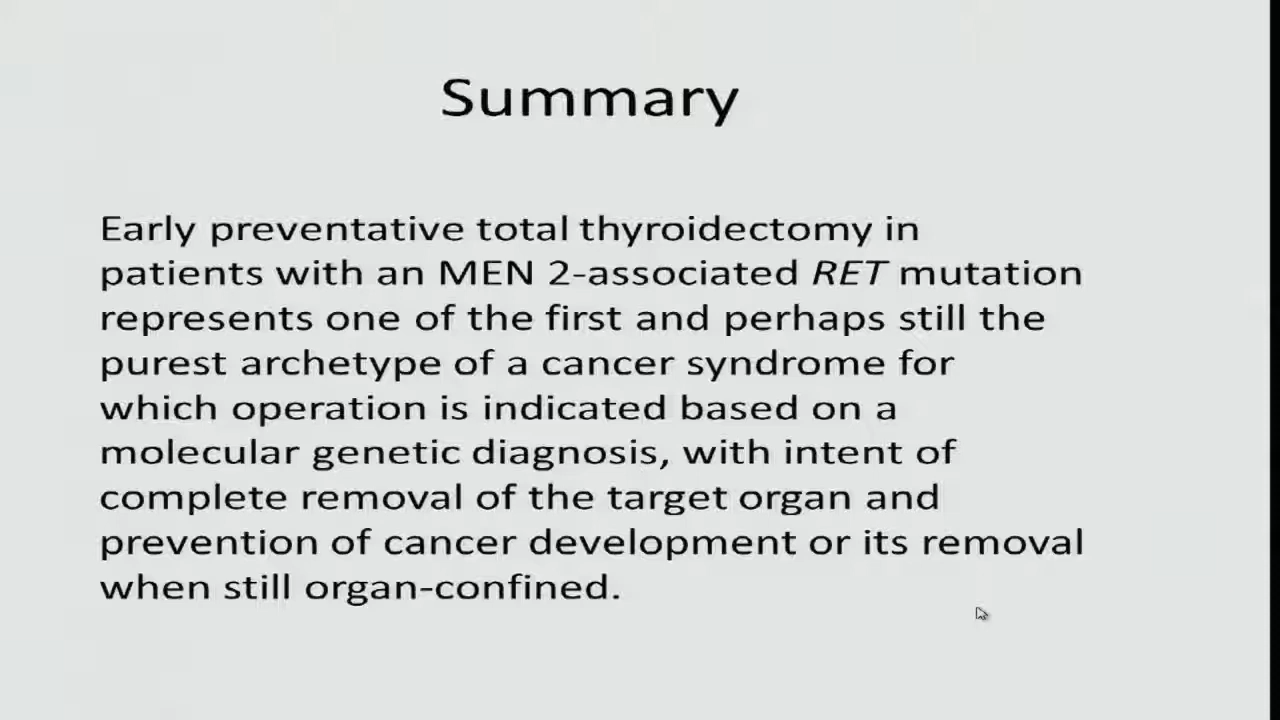 Summary
Early preventative total thyroidectomy in
patients with an MEN 2-associated RET mutation
represents one of the first and perhaps still the
purest archetype of a cancer syndrome for
which operation is indicated based on a
molecular genetic diagnosis, with intent of
complete removal of the target organ and
prevention of cancer development or its removal
when still organ-confined.